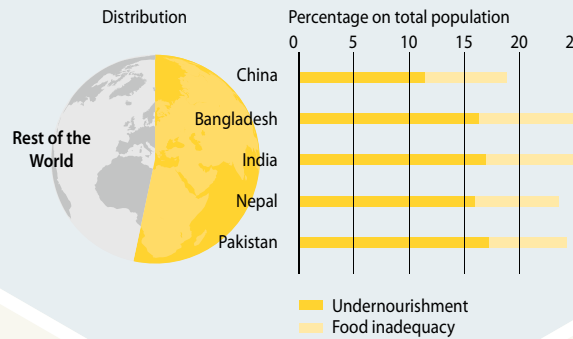 Distribution
Percentage on total population
0 5 10 15 20
China
Bangladesh
Rest of the
World
India
Nepal
Pakistan
Undernourishment
Food inadequacy